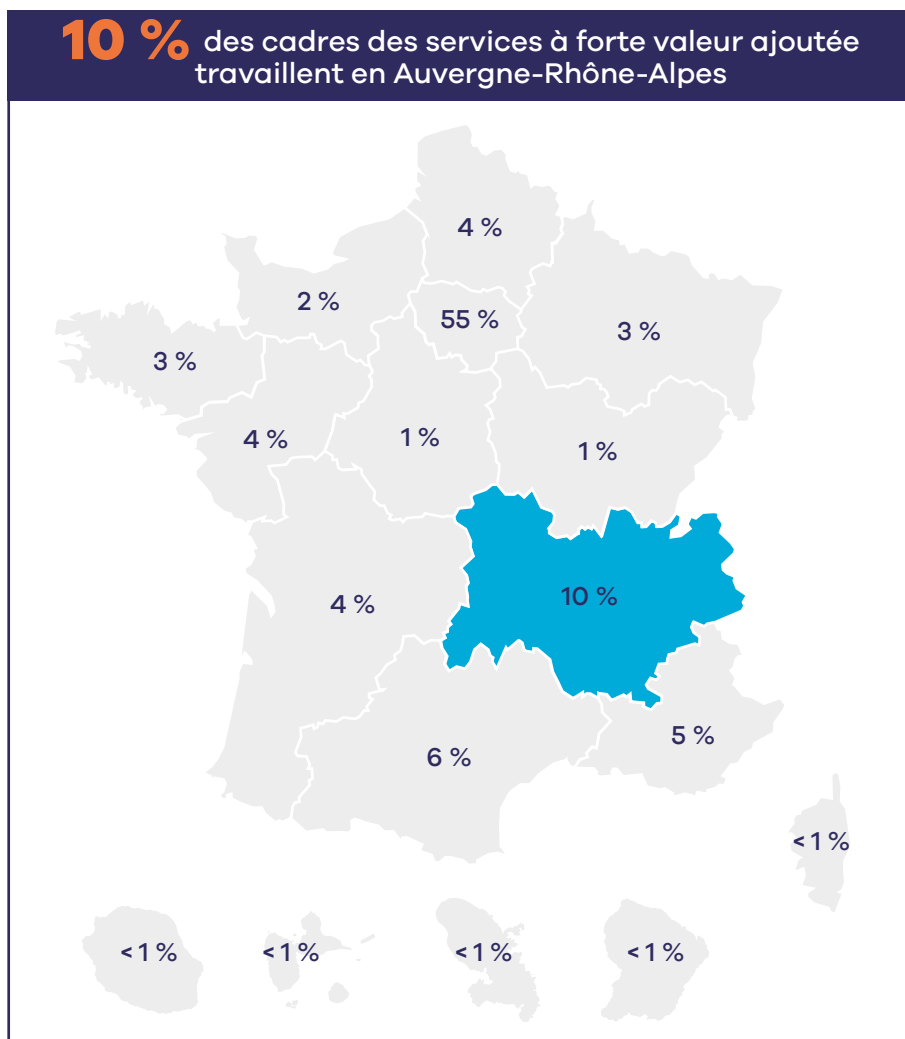 10 % des cadres des services à forte valeur ajoutée
travaillent en Auvergne-Rhône-Alpes
4 %
2 %
55 %
3 %
3 %
4 %
1 %
1 %
10 %
4 %
5 %
6 %
< 1 %
< 1 %
< 1 %
< 1 %
< 1 %